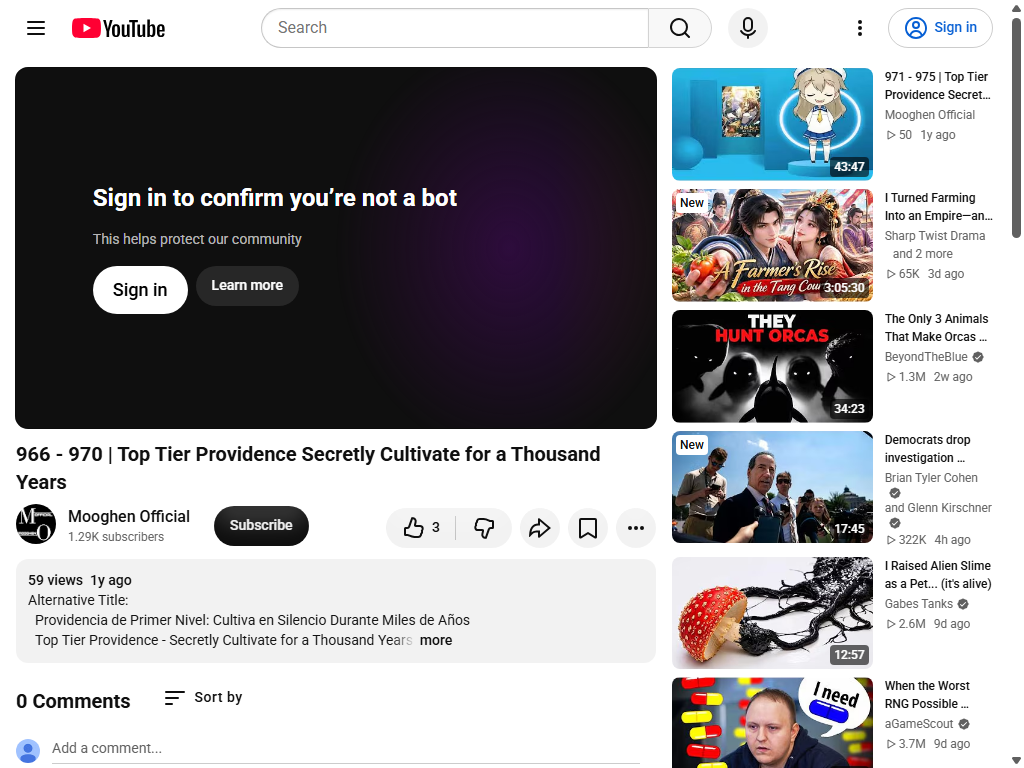 YouTube
Search
Sign in
Sign in to confirm you’re not a bot
This helps protect our community
Sign in
Learn more
966 - 970 | Top Tier Providence Secretly Cultivate for a Thousand
Years
Mooghen Official
1.29K subscribers
Subscribe
3
59 views 1y ago
Alternative Title:
Providencia de Primer Nivel: Cultiva en Silencio Durante Miles de Años
Top Tier Providence - Secretly Cultivate for a Thousand Years more
0 Comments
Sort by
Add a comment...
43:47
971 - 975 | Top Tier
Providence Secret...
Mooghen Official
50 1y ago
New
A Farmer's Rise
3:05:30
I Turned Farming
Into an Empire—an...
Sharp Twist Drama
and 2 more
65K 3d ago
THEY
HUNT ORCAS
34:23
The Only 3 Animals
That Make Orcas ...
BeyondTheBlue
1.3M 2w ago
New
17:45
Democrats drop
investigation ...
Brian Tyler Cohen
and Glenn Kirschner
322K 4h ago
12:57
I Raised Alien Slime
as a Pet... (it's alive)
Gabes Tanks
2.6M 9d ago
I need
When the Worst
RNG Possible ...
aGameScout
3.7M 9d ago